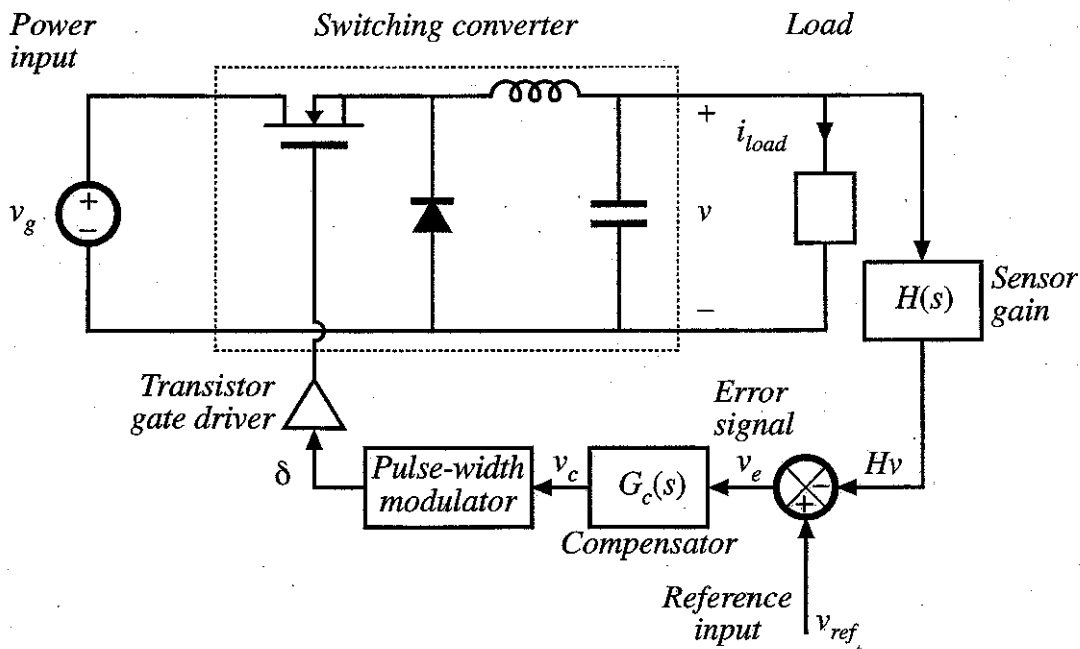 Power
input
Switching converter
Load
+
i_load
v_g
+
−
v
−
H(s)
Sensor
gain
Transistor
gate driver
δ
Pulse-width
modulator
v_c
G_c(s)
Compensator
Error
signal
v_e
Hv
−
+
Reference
input
v_ref